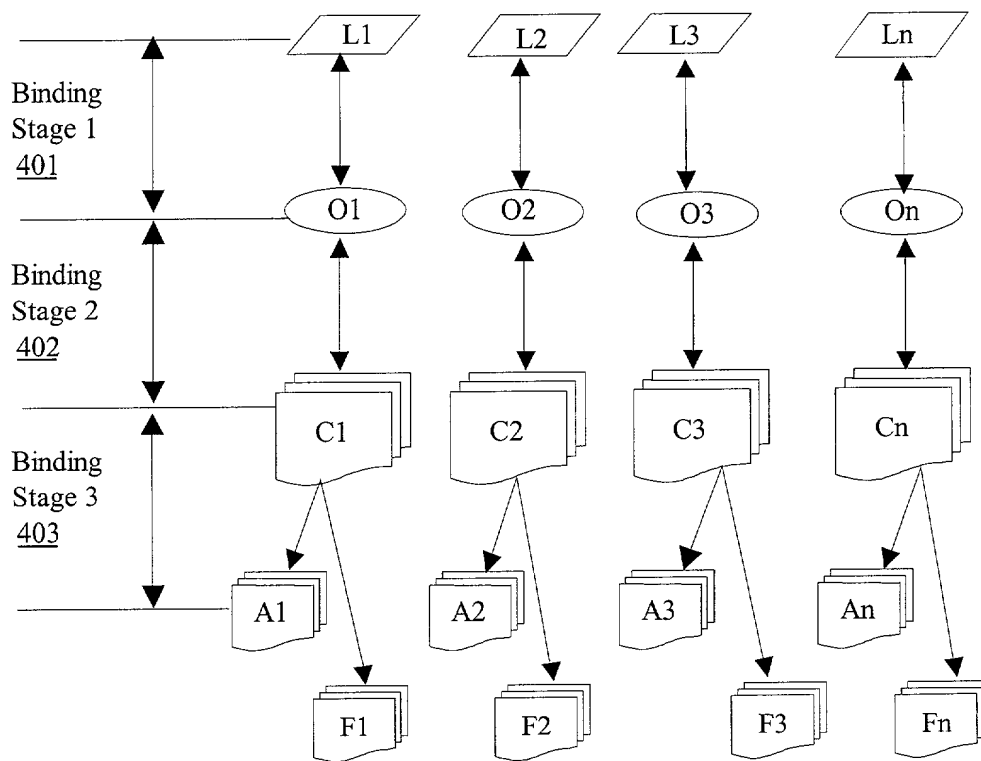 L1 L2 L3 Ln
Binding
Stage 1
401
O1 O2 O3 On
Binding
Stage 2
402
C1 C2 C3 Cn
Binding
Stage 3
403
A1 A2 A3 An
F1 F2 F3 Fn